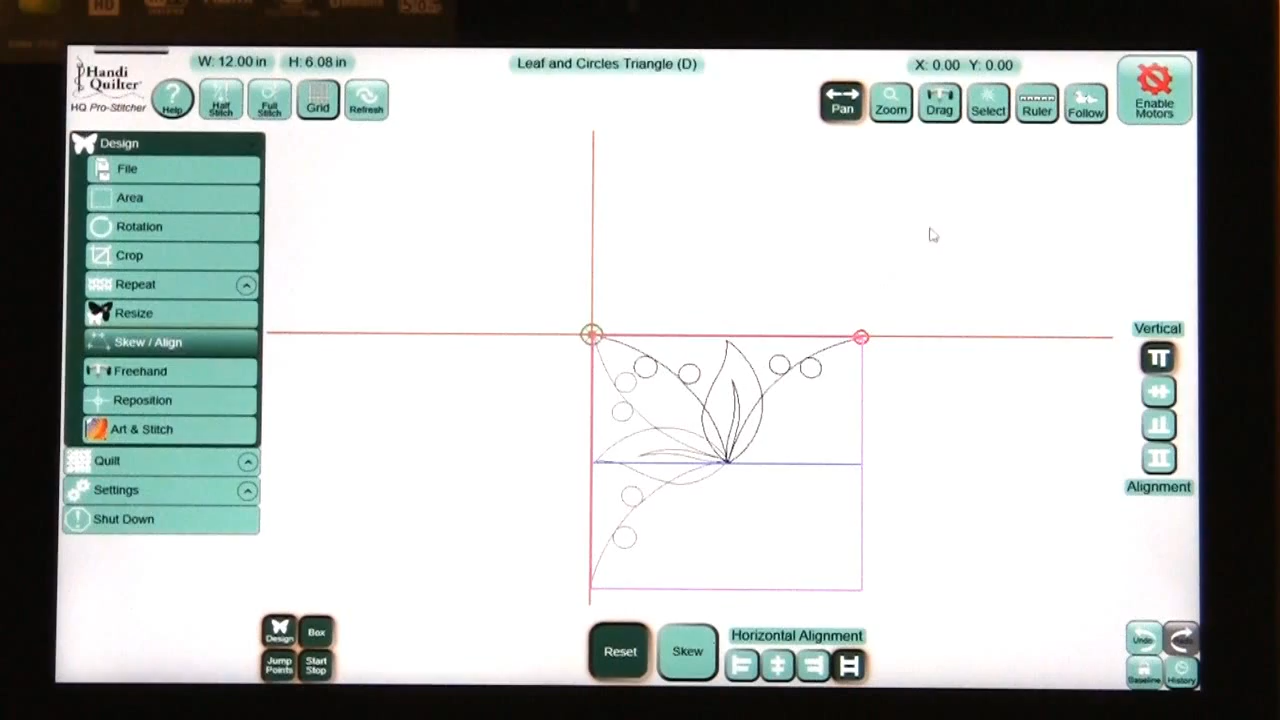 HD
W: 12.00 in
H: 6.08 in
Leaf and Circles Triangle (D)
X: 0.00 Y: 0.00
Handi
Quilter
HQ Pro-Stitcher
Help
Half
Stitch
Full
Stitch
Grid
Refresh
Pan
Zoom
Drag
Select
Ruler
Follow
Enable
Motors
Design
File
Area
Rotation
Crop
Repeat
Resize
Skew / Align
Freehand
Reposition
Art & Stitch
Quilt
Settings
Shut Down
Vertical
Alignment
Design
Box
Jump
Points
Start
Stop
Reset
Skew
Horizontal Alignment
Undo
Baseline
History